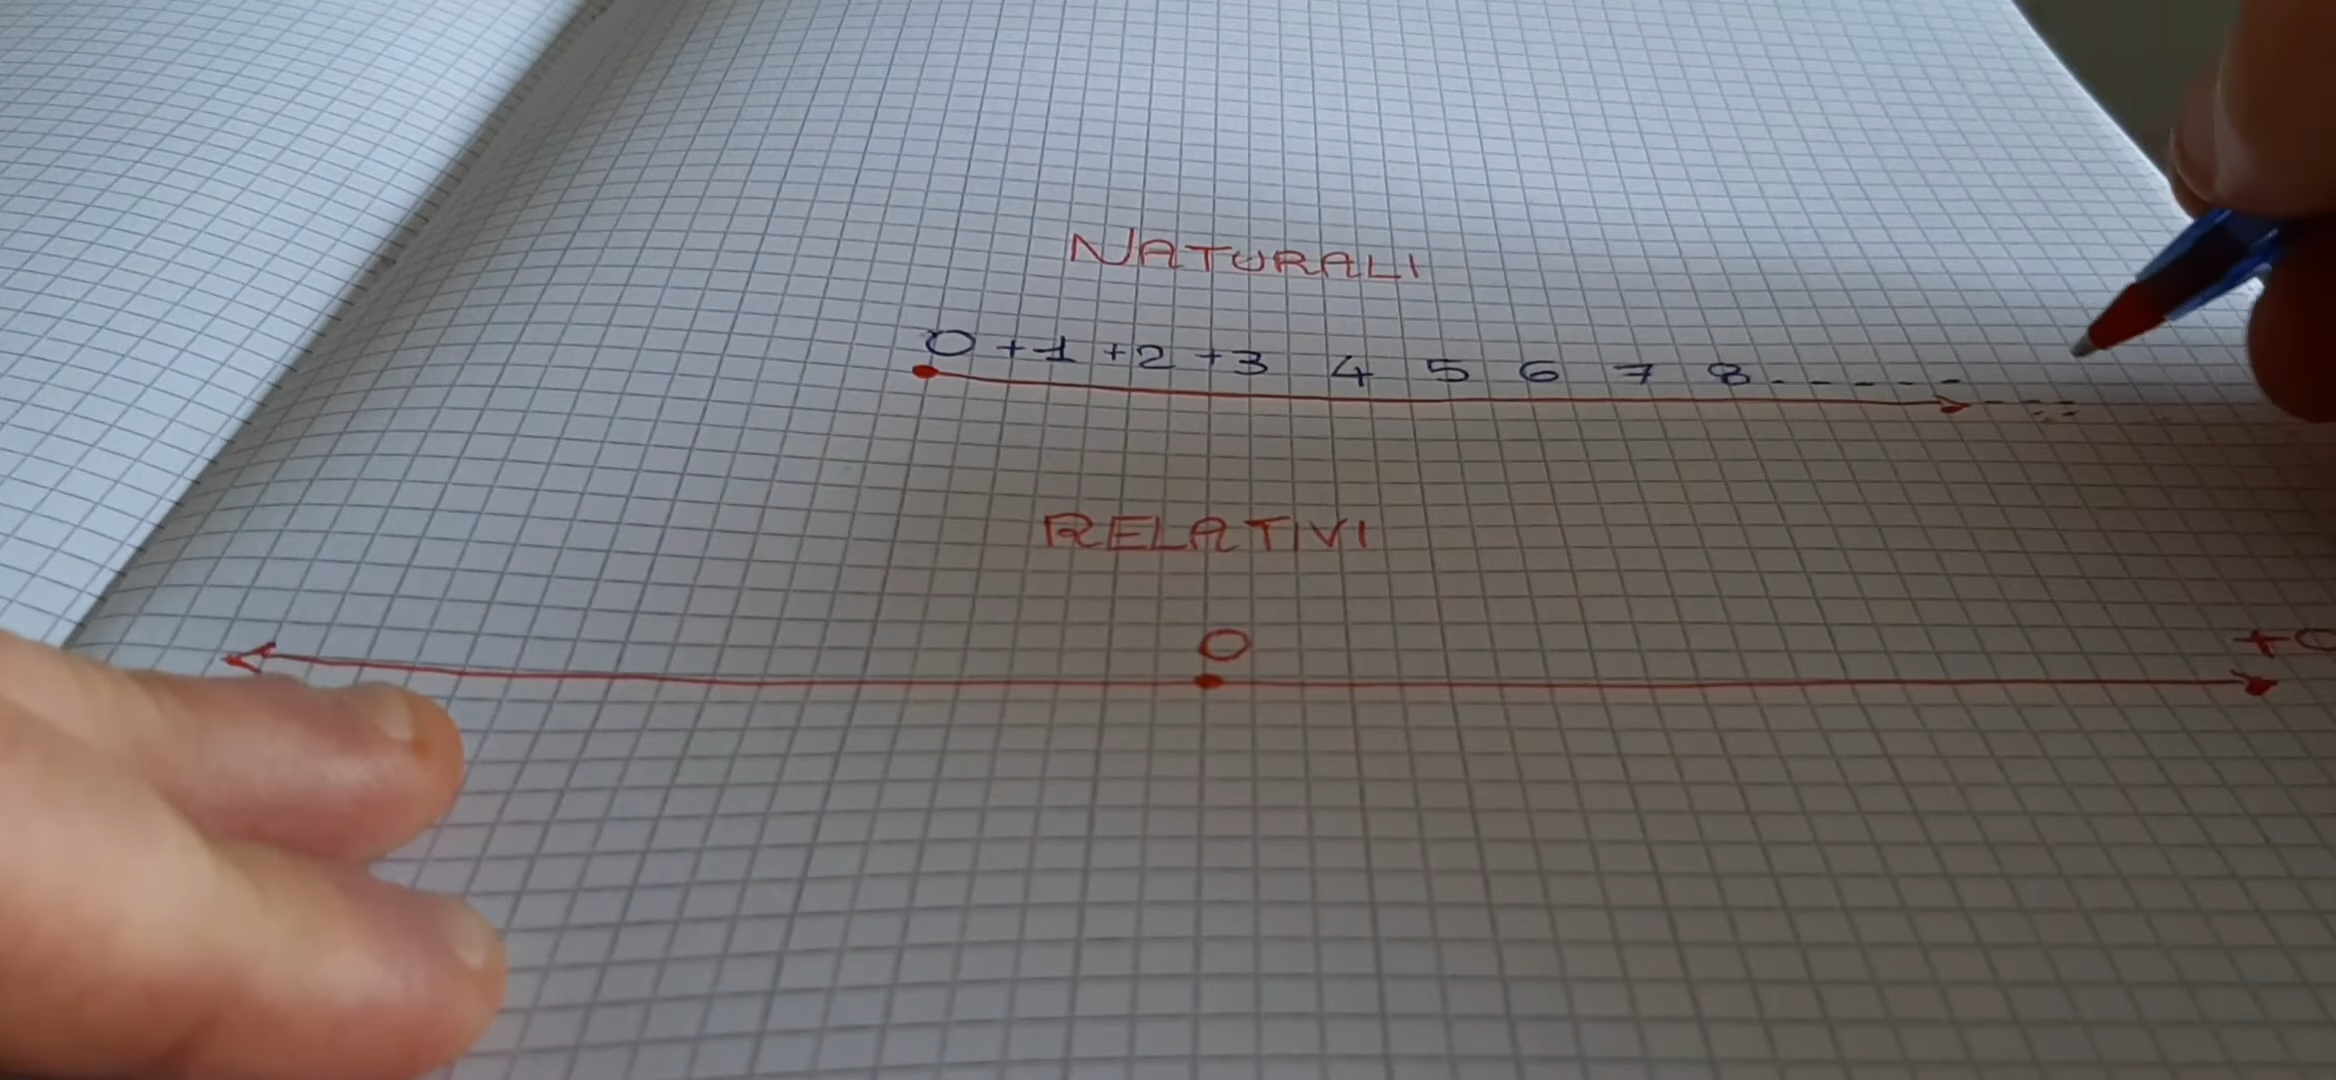 NATURALI
0 +1 +2 +3 4 5 6 7 8 . - - - -
RELATIVI
0